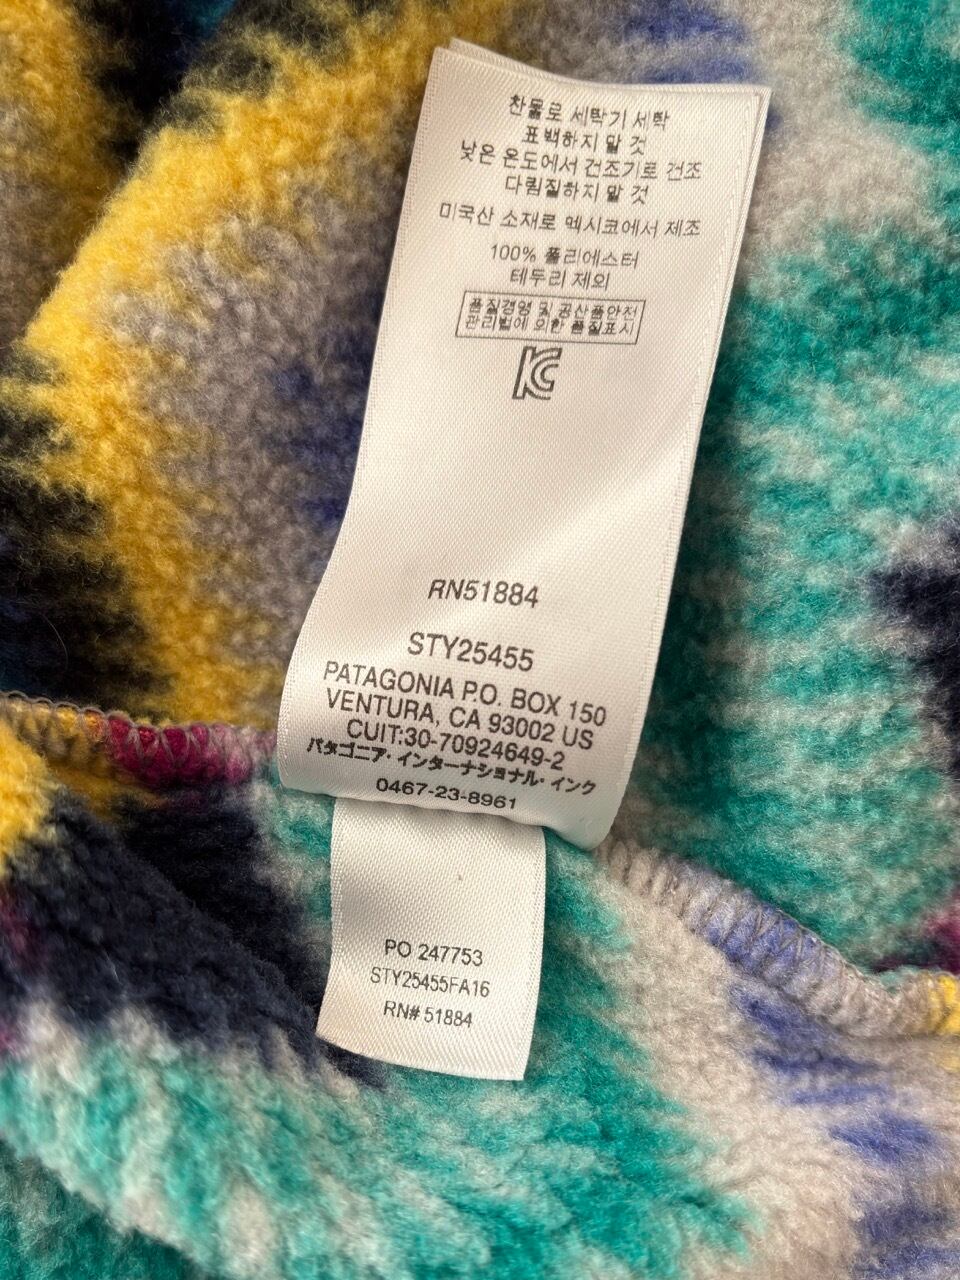 찬물로 세탁기 세탁
표백하지 말 것
낮은 온도에서 건조기로 건조
다림질하지 말 것
미국산 소재로 멕시코에서 제조
100% 폴리에스터
테두리 제외
품질경영 및 공산품안전
관리법에 의한 품질표시
KC
RN51884
STY25455
PATAGONIA P.O. BOX 150
VENTURA, CA 93002 US
CUIT:30-70924649-2
パタゴニア・インターナショナル・インク
0467-23-8961
PO 247753
STY25455FA16
RN# 51884